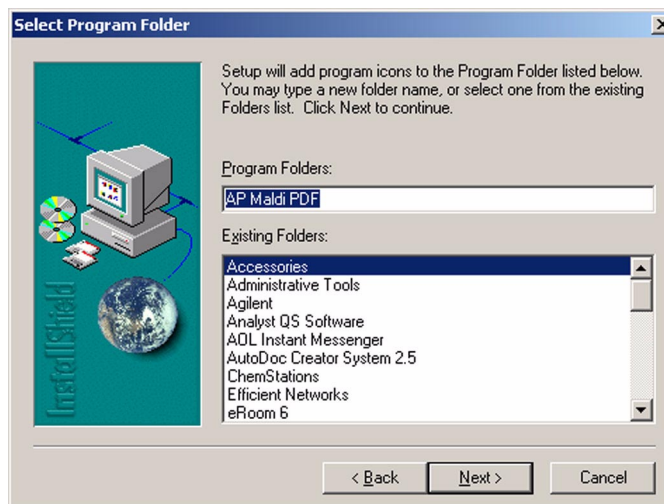 Select Program Folder
Setup will add program icons to the Program Folder listed below.
You may type a new folder name, or select one from the existing
Folders list. Click Next to continue.
Program Folders:
AP Maldi PDF
Existing Folders:
Accessories
Administrative Tools
Agilent
Analyst QS Software
AOL Instant Messenger
AutoDoc Creator System 2.5
ChemStations
Efficient Networks
eRoom 6
InstallShield
< Back
Next >
Cancel